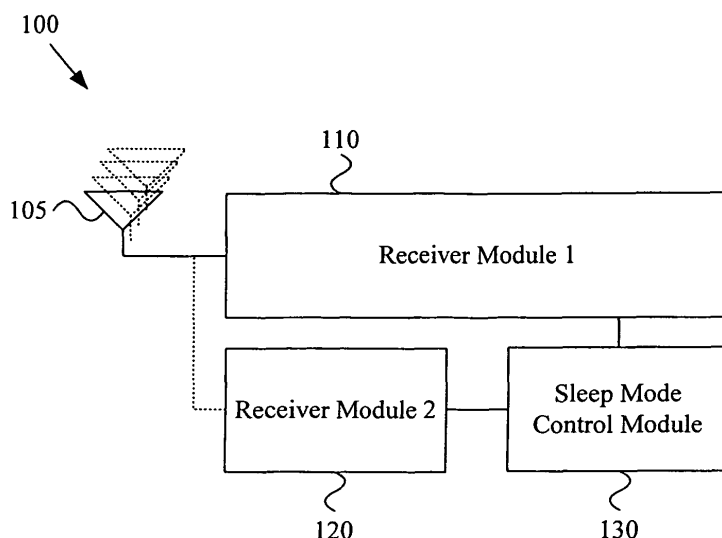 100
110
105
Receiver Module 1
Receiver Module 2
Sleep Mode
Control Module
120
130